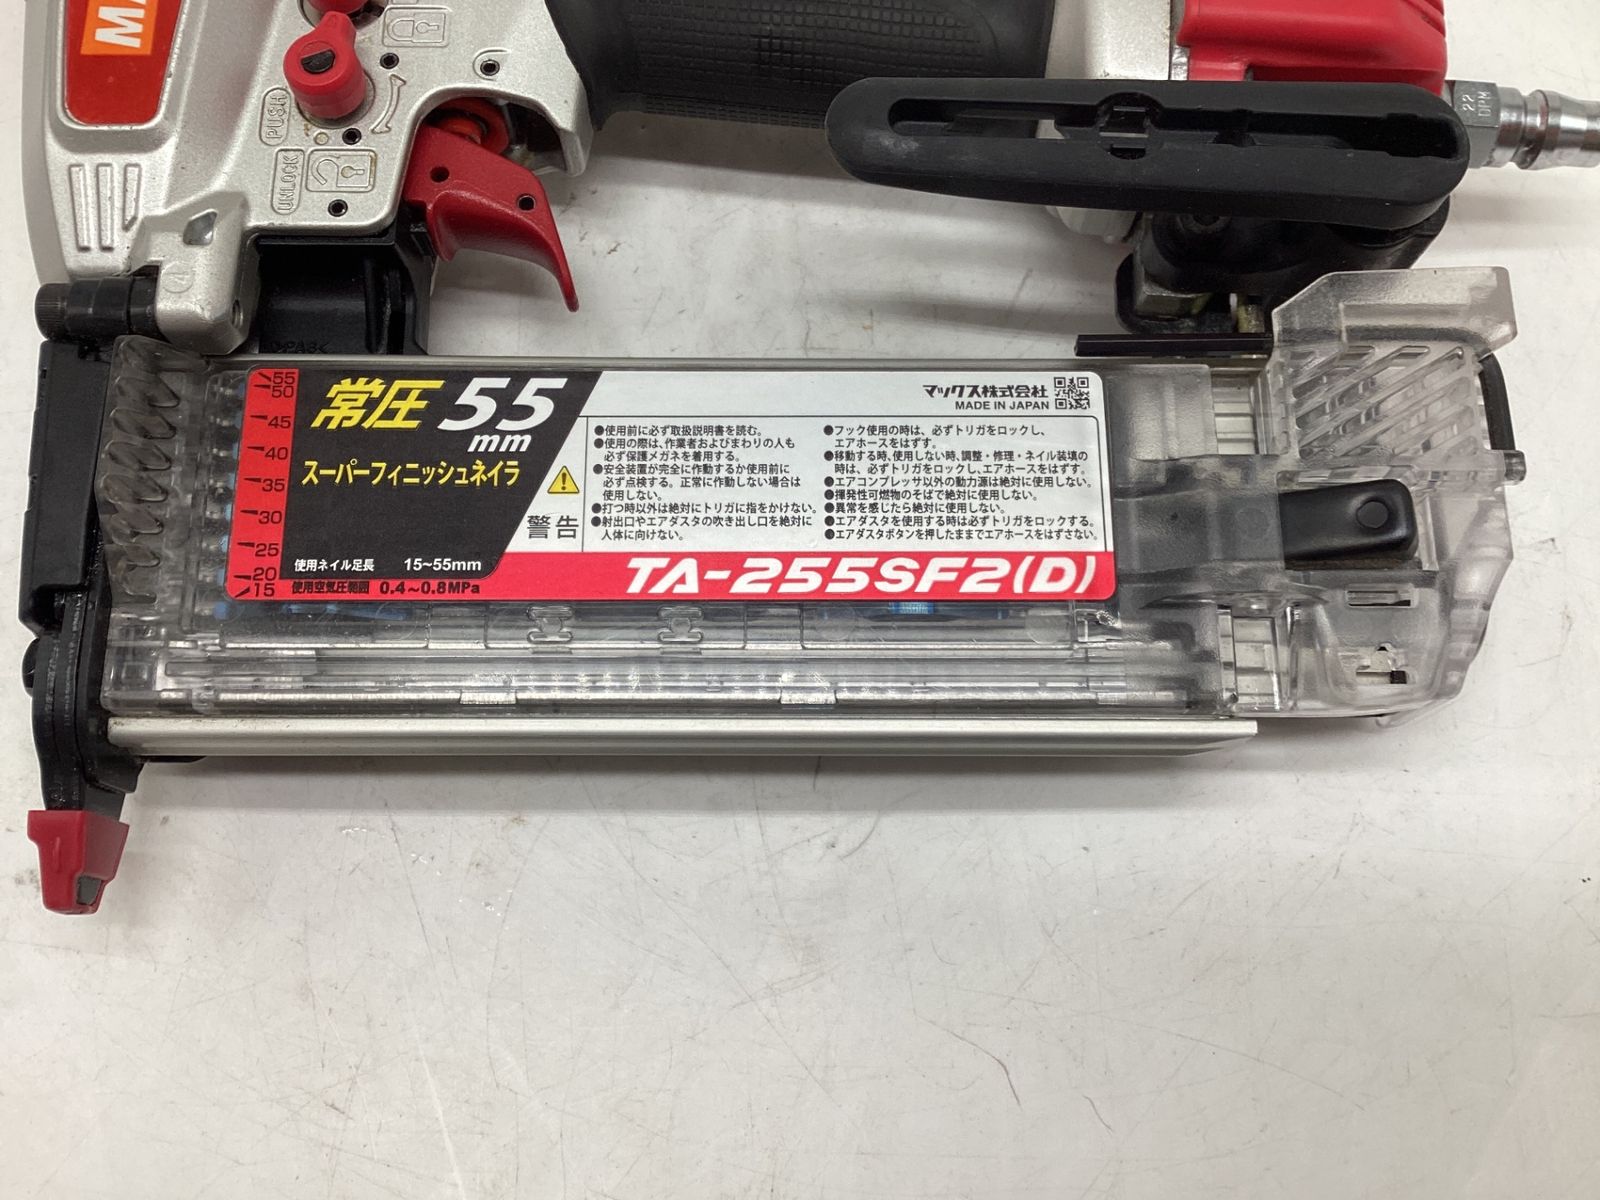 MA
PUSH
UNLOCK
22
DPM
55
50
45
40
35
30
25
20
15
常圧 55
mm
スーパーフィニッシュネイラ
使用ネイル足長 15~55mm
使用空気圧範囲 0.4~0.8MPa
マックス株式会社
MADE IN JAPAN
警告
●使用前に必ず取扱説明書を読む。
●使用の際は、作業者およびまわりの人も
必ず保護メガネを着用する。
●安全装置が完全に作動するか使用前に
必ず点検する。正常に作動しない場合は
使用しない。
●打つ時以外は絶対にトリガに指をかけない。
●射出口やエアダスタの吹き出し口を絶対に
人体に向けない。
●フック使用の時は、必ずトリガをロックし、
エアホースをはずす。
●移動する時、使用しない時、調整・修理・ネイル装填の
時は、必ずトリガをロックし、エアホースをはずす。
●エアコンプレッサ以外の動力源は絶対に使用しない。
●揮発性可燃物のそばで絶対に使用しない。
●異常を感じたら絶対に使用しない。
●エアダスタを使用する時は必ずトリガをロックする。
●エアダスタボタンを押したままでエアホースをはずさない。
TA-255SF2(D)